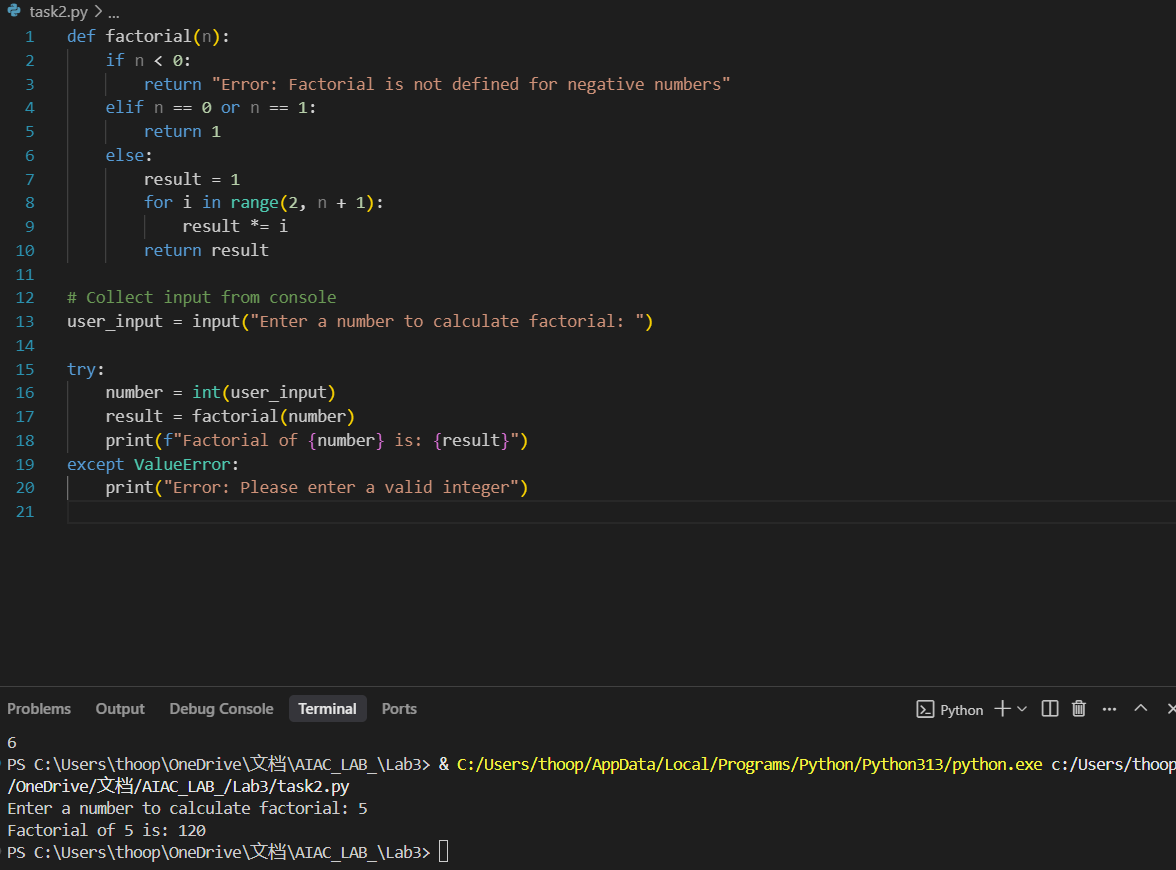 task2.py > ...
1 def factorial(n):
2     if n < 0:
3         return "Error: Factorial is not defined for negative numbers"
4     elif n == 0 or n == 1:
5         return 1
6     else:
7         result = 1
8         for i in range(2, n + 1):
9             result *= i
10         return result
11
12 # Collect input from console
13 user_input = input("Enter a number to calculate factorial: ")
14
15 try:
16     number = int(user_input)
17     result = factorial(number)
18     print(f"Factorial of {number} is: {result}")
19 except ValueError:
20     print("Error: Please enter a valid integer")
21
Problems Output Debug Console Terminal Ports Python
6
PS C:\Users\thoop\OneDrive\文档\AIAC_LAB_\Lab3> & C:/Users/thoop/AppData/Local/Programs/Python/Python313/python.exe c:/Users/thoop
/OneDrive/文档/AIAC_LAB_/Lab3/task2.py
Enter a number to calculate factorial: 5
Factorial of 5 is: 120
PS C:\Users\thoop\OneDrive\文档\AIAC_LAB_\Lab3>